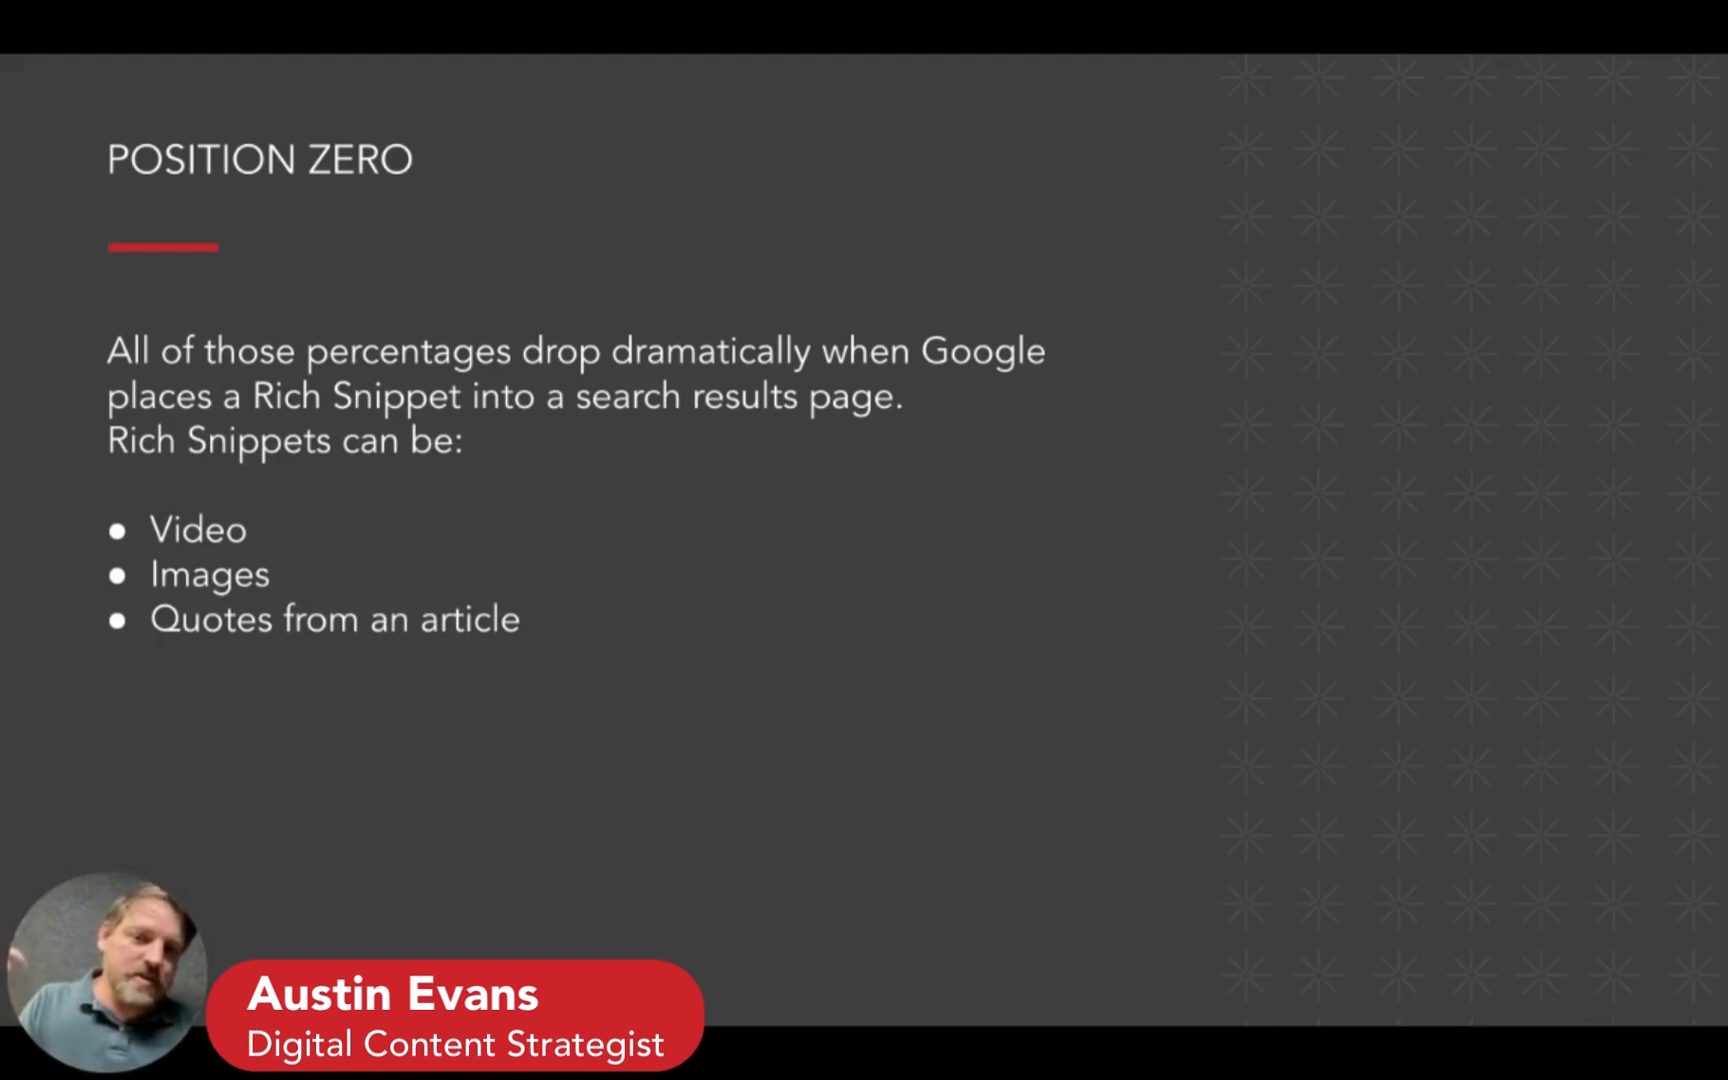 POSITION ZERO
All of those percentages drop dramatically when Google
places a Rich Snippet into a search results page.
Rich Snippets can be:
● Video
● Images
● Quotes from an article
Austin Evans
Digital Content Strategist